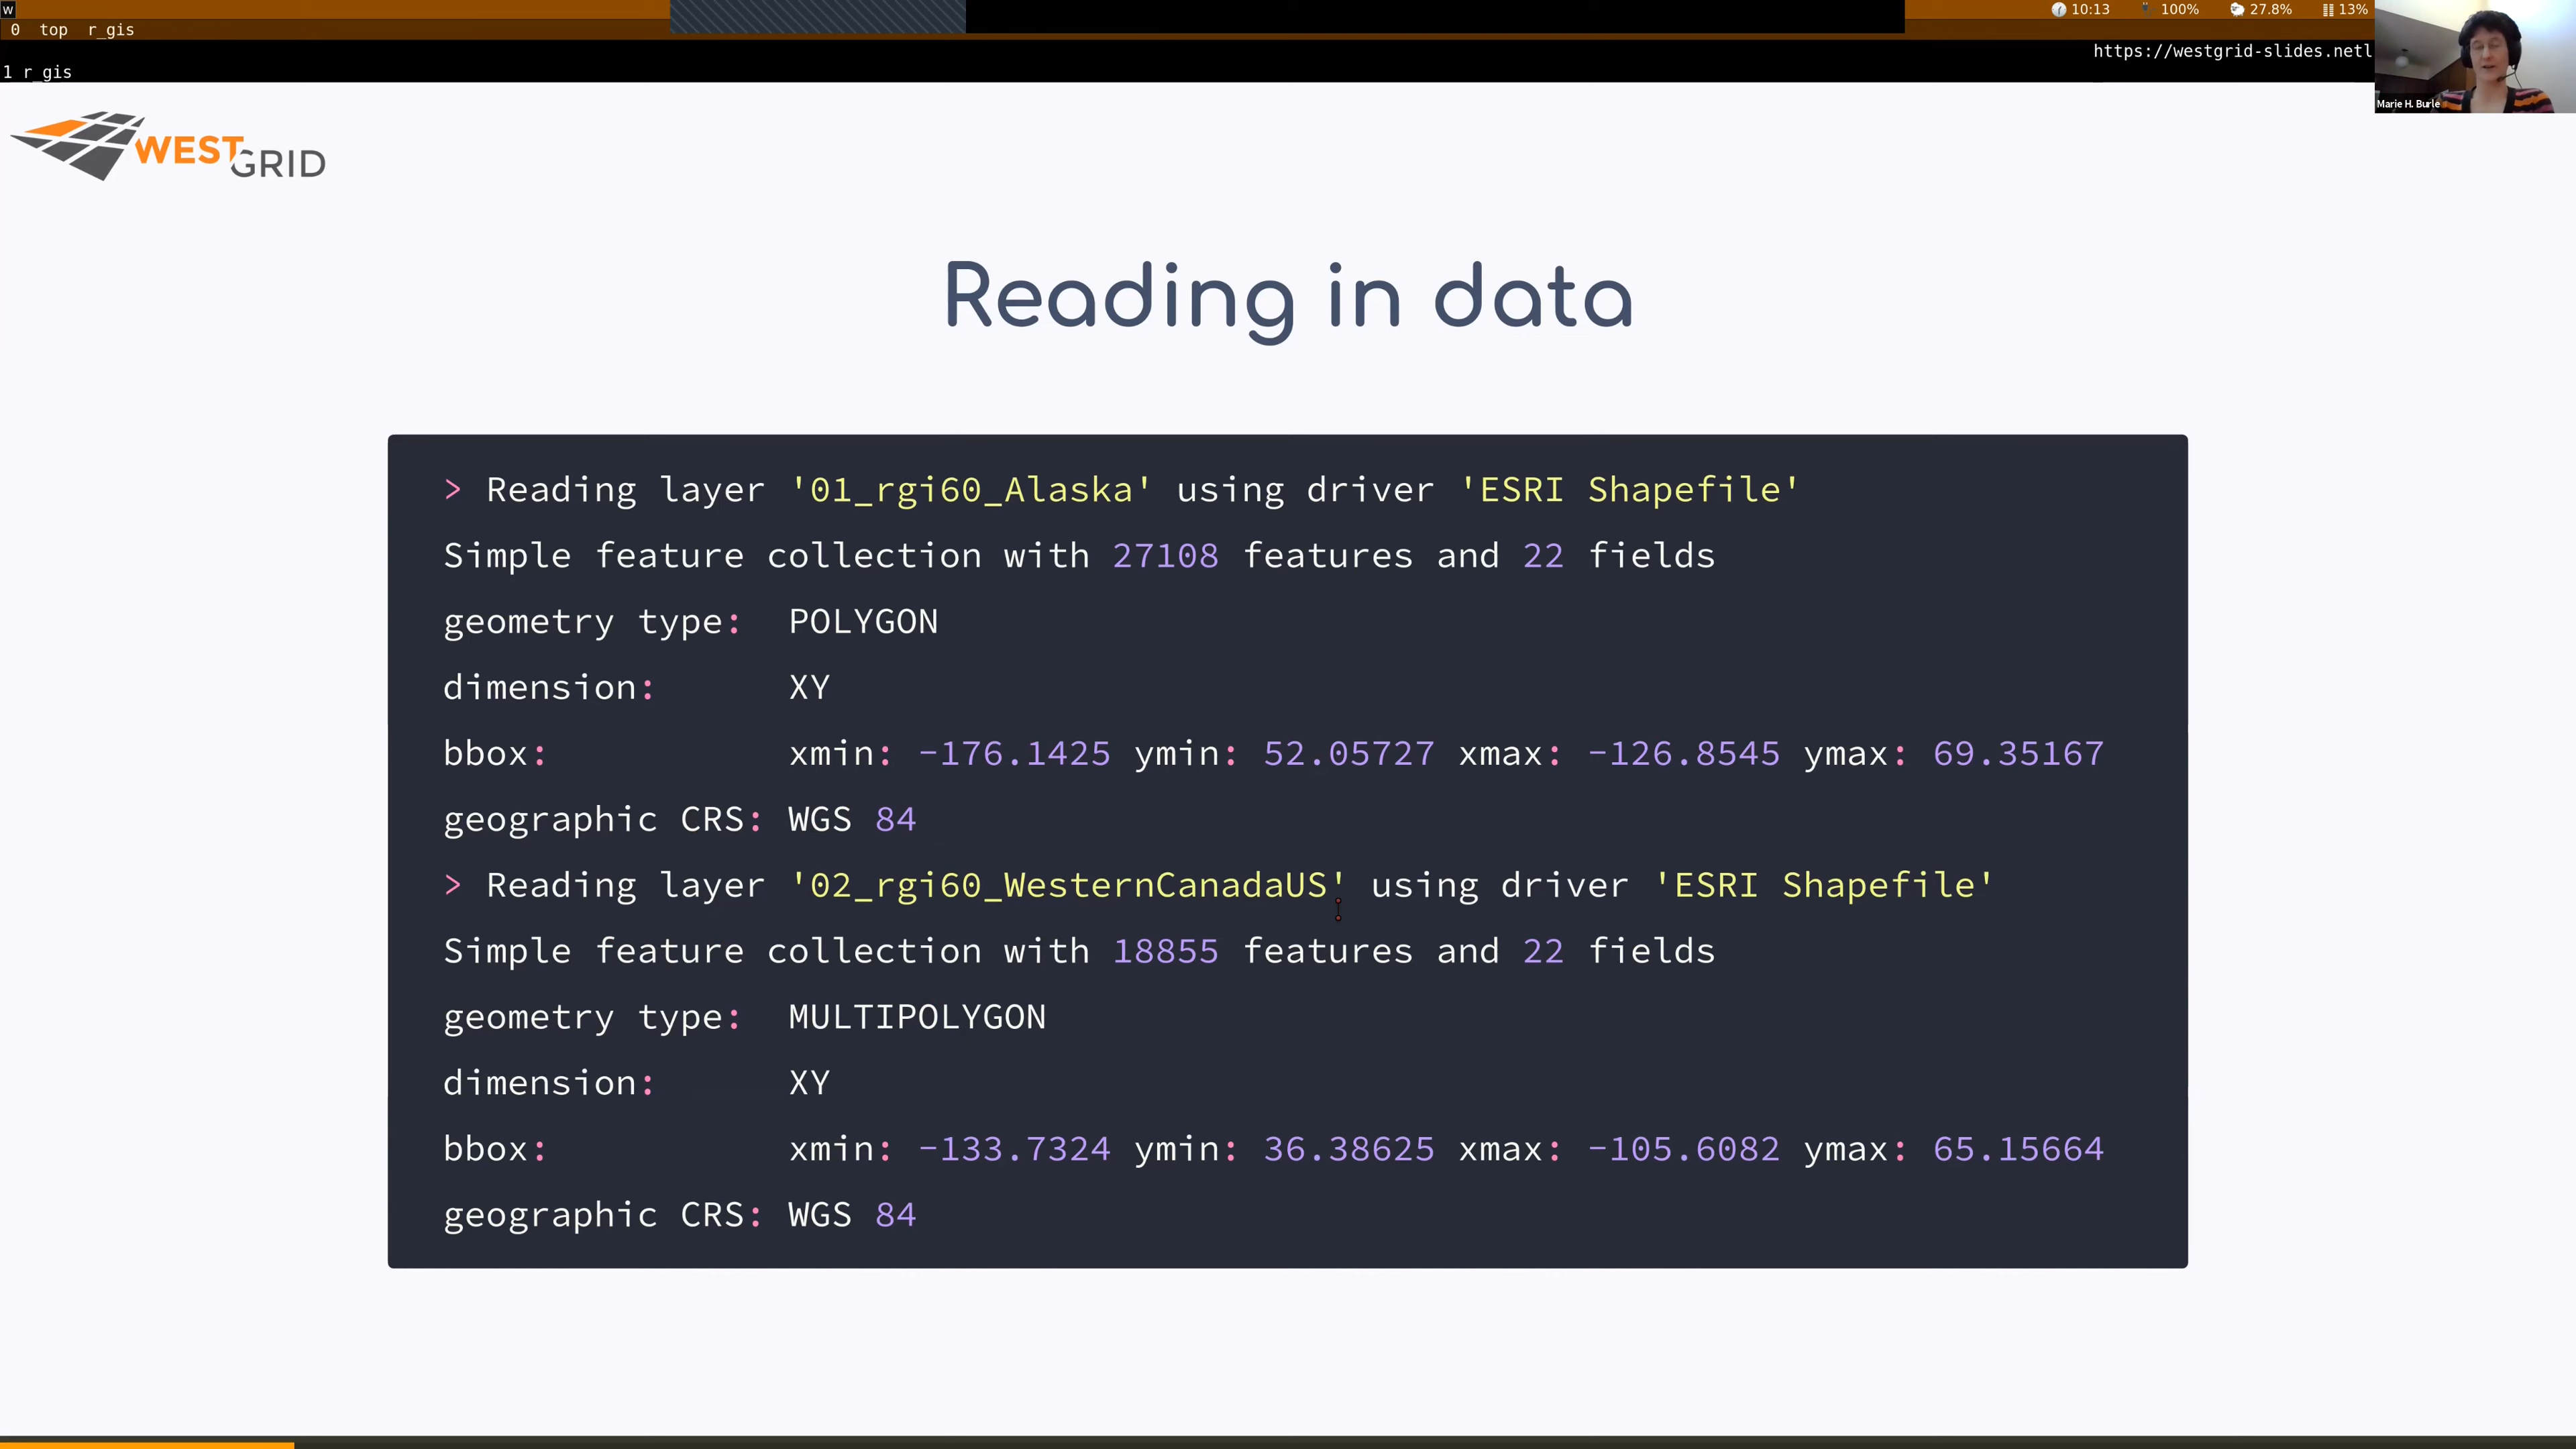 w
10:13 100% 27.8% 13%
0 top r_gis
https://westgrid-slides.netl
1 r_gis
Marie H. Burle
WESTGRID
Reading in data
> Reading layer '01_rgi60_Alaska' using driver 'ESRI Shapefile'
Simple feature collection with 27108 features and 22 fields
geometry type: POLYGON
dimension: XY
bbox: xmin: -176.1425 ymin: 52.05727 xmax: -126.8545 ymax: 69.35167
geographic CRS: WGS 84
> Reading layer '02_rgi60_WesternCanadaUS' using driver 'ESRI Shapefile'
Simple feature collection with 18855 features and 22 fields
geometry type: MULTIPOLYGON
dimension: XY
bbox: xmin: -133.7324 ymin: 36.38625 xmax: -105.6082 ymax: 65.15664
geographic CRS: WGS 84